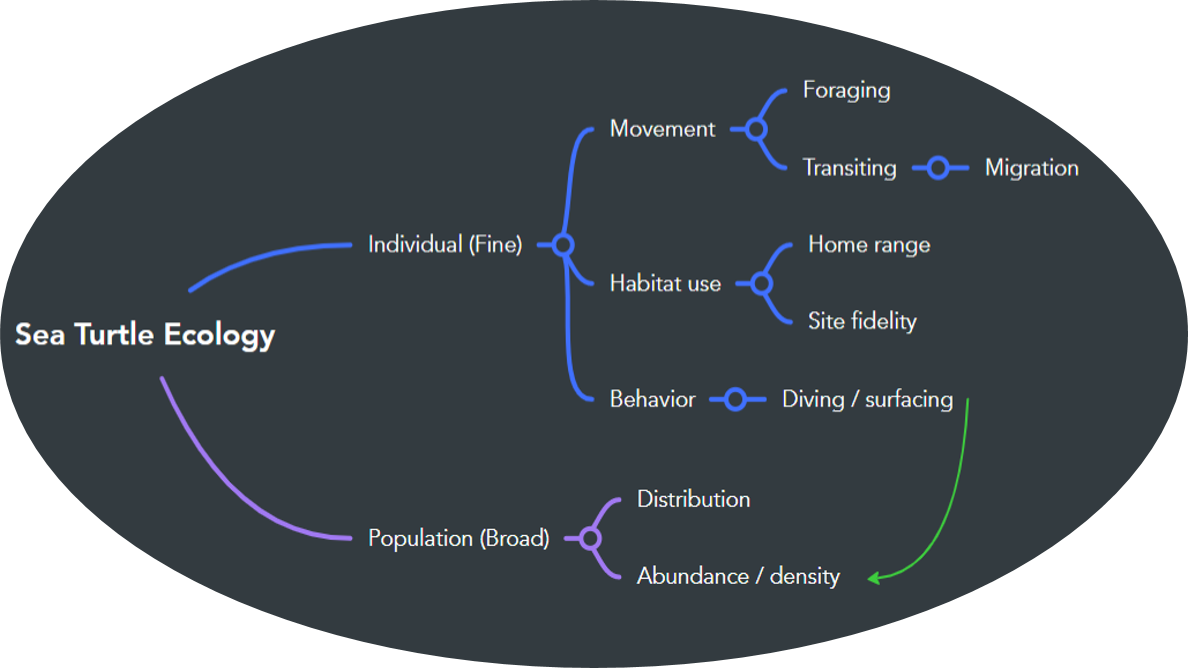 Sea Turtle Ecology
Individual (Fine)
Movement
Foraging
Transiting
Migration
Habitat use
Home range
Site fidelity
Behavior
Diving / surfacing
Population (Broad)
Distribution
Abundance / density